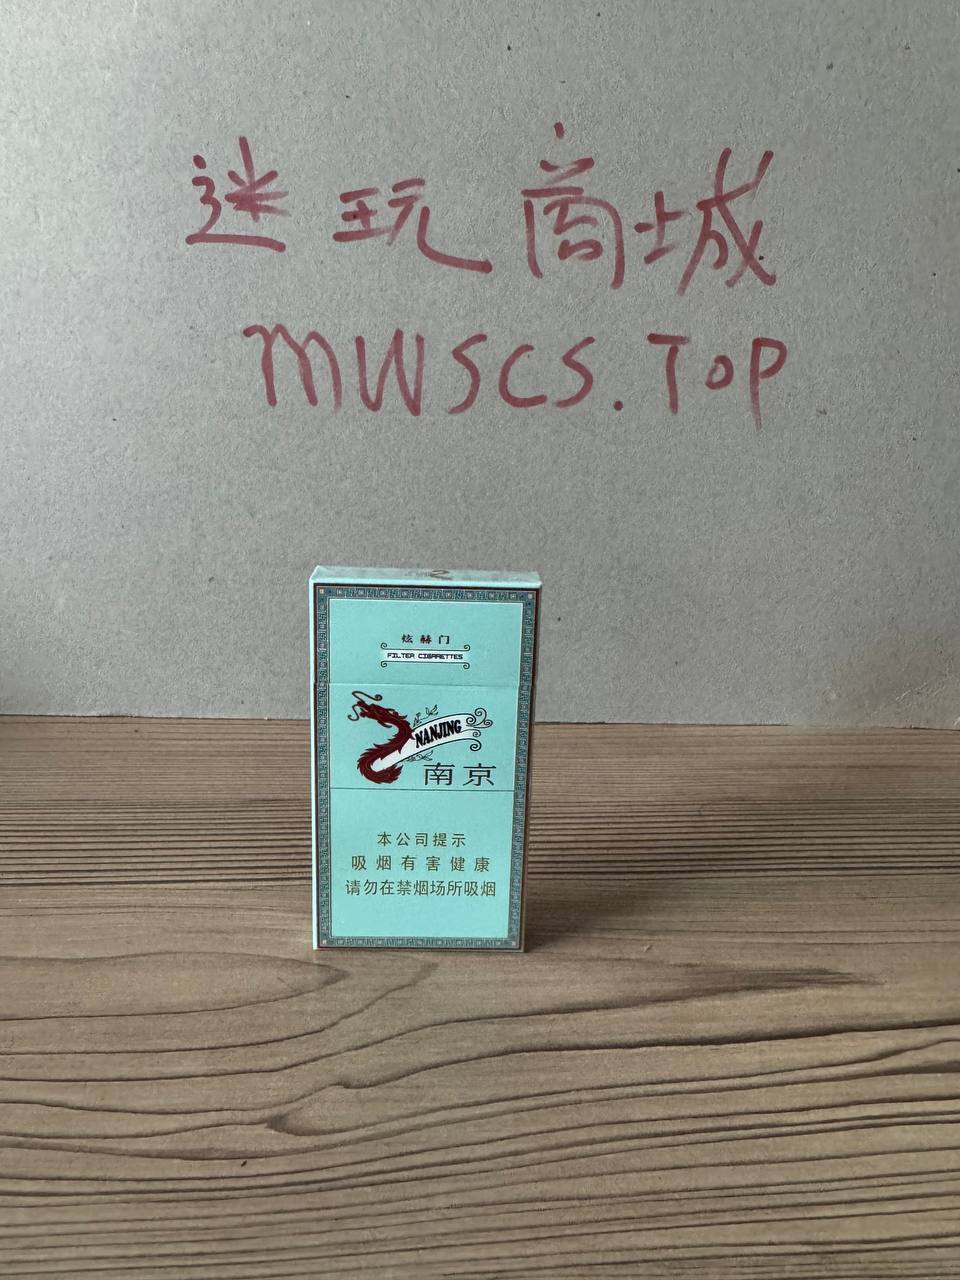 迷玩商城
MWSCS.TOP
炫赫门
FILTER CIGARETTES
NANJING
南京
本公司提示
吸烟有害健康
请勿在禁烟场所吸烟